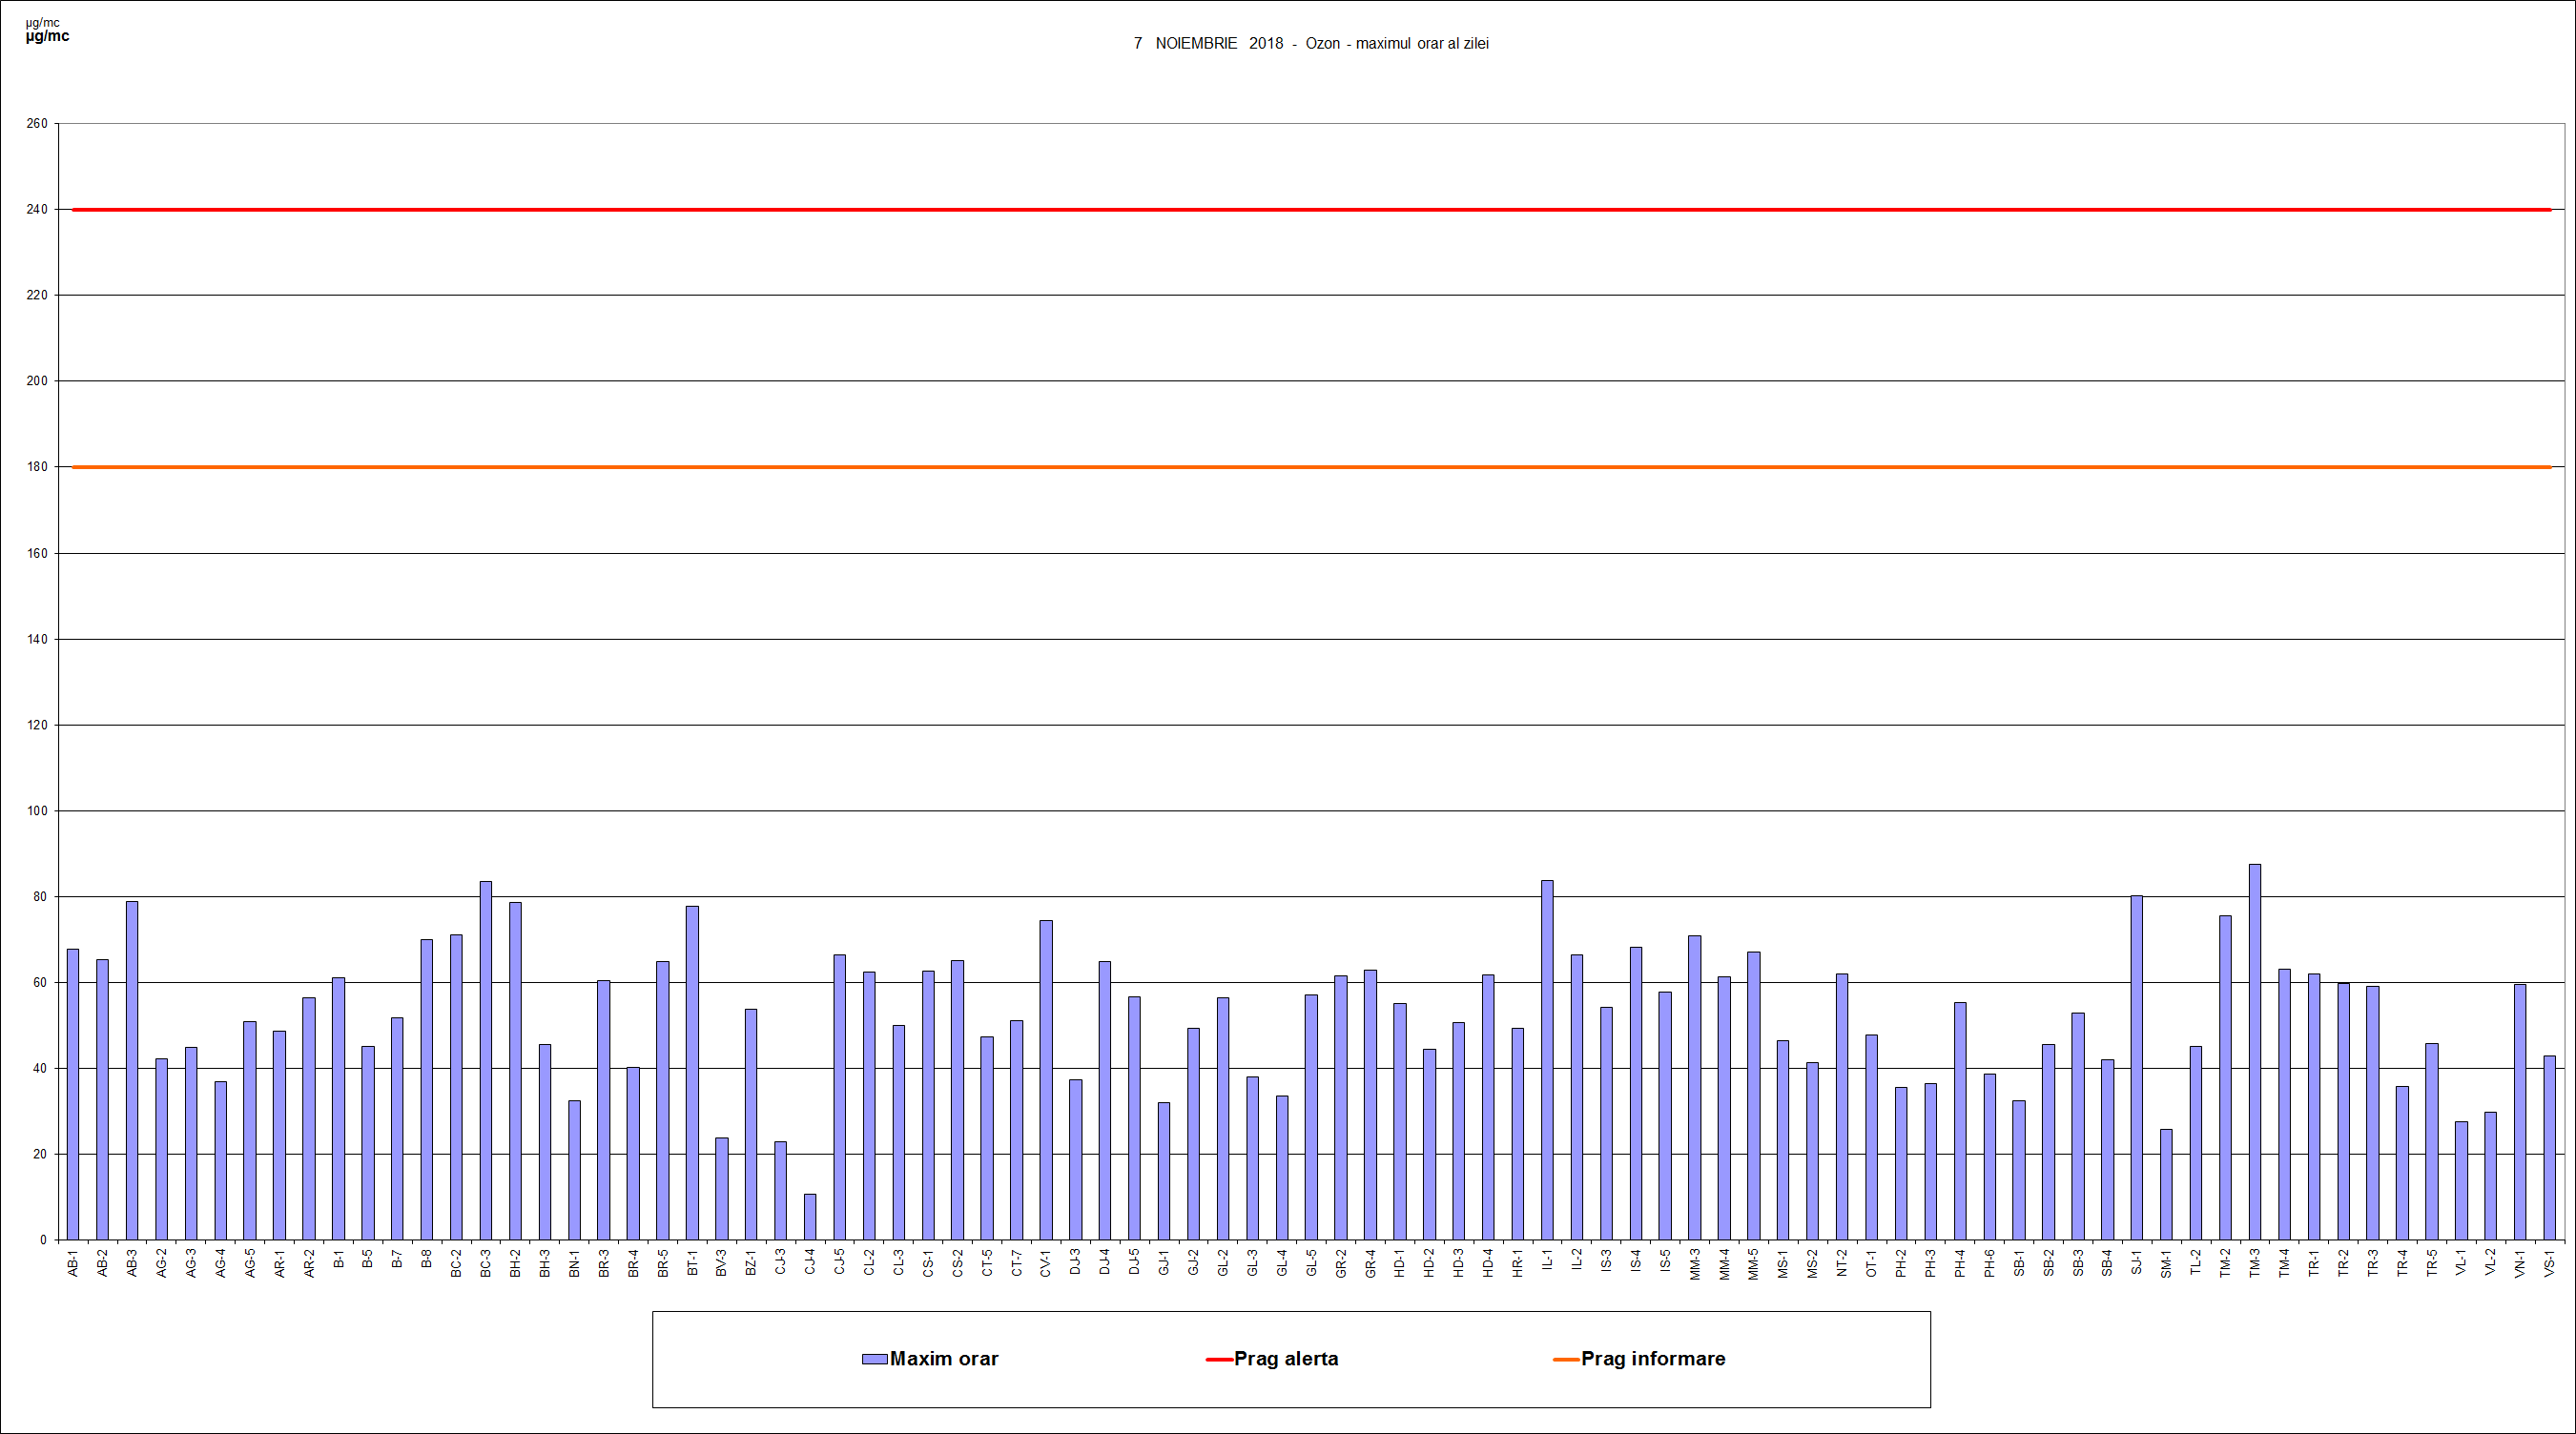 µg/mc
µg/mc
7 NOIEMBRIE 2018 - Ozon - maximul orar al zilei
260
240
220
200
180
160
140
120
100
80
60
40
20
0
AB-1 AB-2 AB-3 AG-2 AG-3 AG-4 AG-5 AR-1 AR-2 B-1 B-5 B-7 B-8 BC-2 BC-3 BH-2 BH-3 BN-1 BR-3 BR-4 BR-5 BT-1 BV-3 BZ-1 CJ-3 CJ-4 CJ-5 CL-2 CL-3 CS-1 CS-2 CT-5 CT-7 CV-1 DJ-3 DJ-4 DJ-5 GJ-1 GJ-2 GL-2 GL-3 GL-4 GL-5 GR-2 GR-4 HD-1 HD-2 HD-3 HD-4 HR-1 IL-1 IL-2 IS-3 IS-4 IS-5 MM-3 MM-4 MM-5 MS-1 MS-2 NT-2 OT-1 PH-2 PH-3 PH-4 PH-6 SB-1 SB-2 SB-3 SB-4 SJ-1 SM-1 TL-2 TM-2 TM-3 TM-4 TR-1 TR-2 TR-3 TR-4 TR-5 VL-1 VL-2 VN-1 VS-1
Maxim orar Prag alerta Prag informare